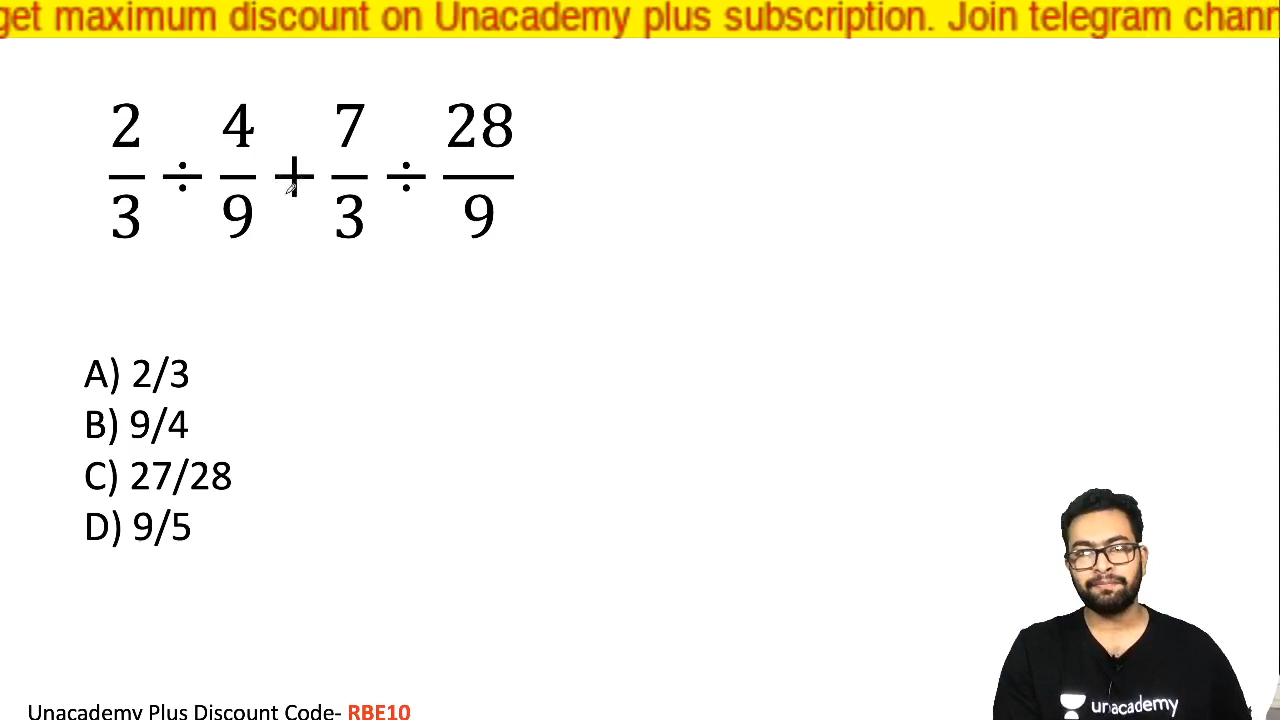 get maximum discount on Unacademy plus subscription. Join telegram chann
2/3 ÷ 4/9 + 7/3 ÷ 28/9
A) 2/3
B) 9/4
C) 27/28
D) 9/5
unacademy
Unacademy Plus Discount Code- RBE10